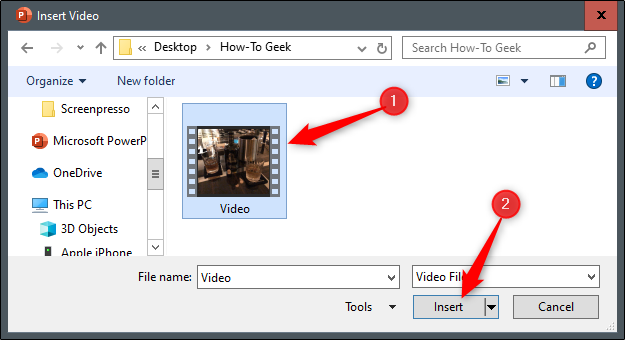 Insert Video
« Desktop > How-To Geek
Search How-To Geek
Organize New folder
Screenpresso
Microsoft PowerP
OneDrive
This PC
3D Objects
Apple iPhone
Video
1
2
File name: Video
Video Fil
Tools Insert Cancel